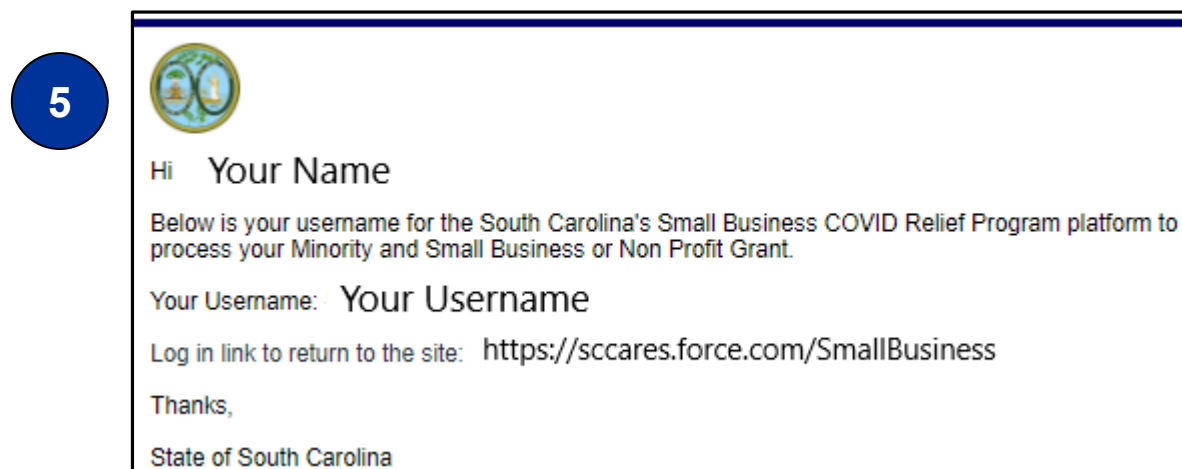 5
Hi Your Name
Below is your username for the South Carolina's Small Business COVID Relief Program platform to
process your Minority and Small Business or Non Profit Grant.
Your Username: Your Username
Log in link to return to the site: https://sccares.force.com/SmallBusiness
Thanks,
State of South Carolina